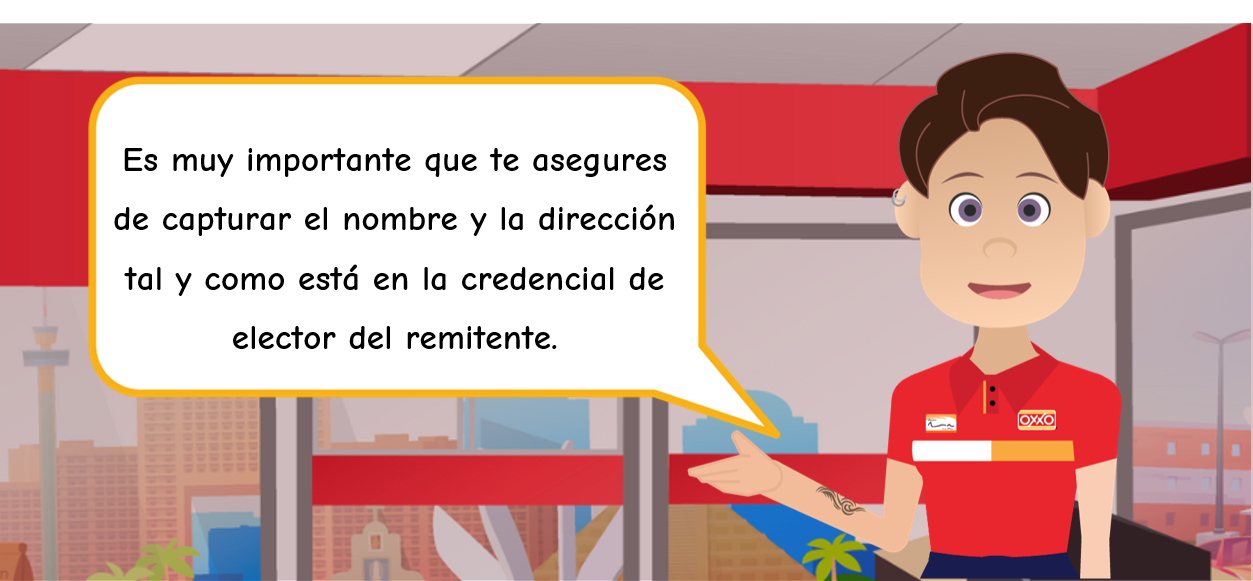 Es muy importante que te asegures
de capturar el nombre y la dirección
tal y como está en la credencial de
elector del remitente.
OXXO